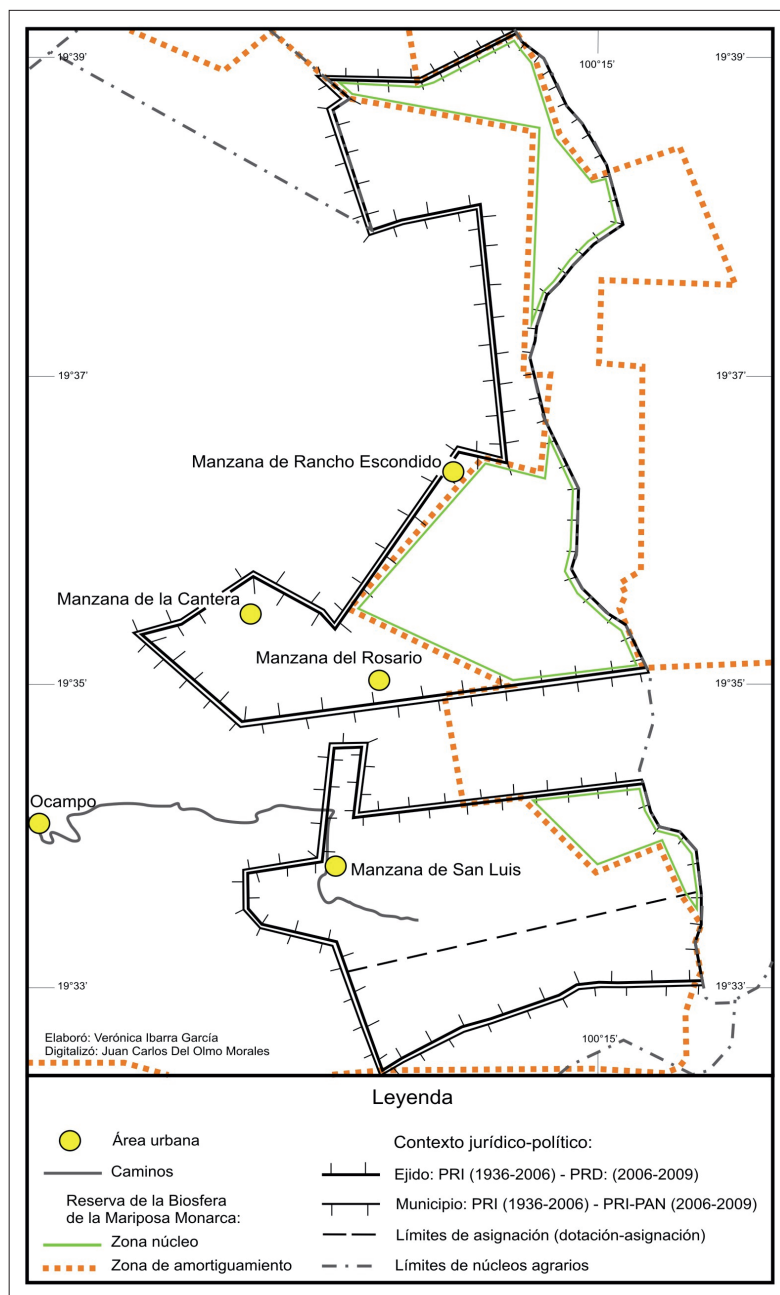 19°39'
100°15'
19°39'
19°37'
19°37'
Manzana de Rancho Escondido
Manzana de la Cantera
Manzana del Rosario
19°35'
19°35'
Ocampo
Manzana de San Luis
19°33'
19°33'
Elaboró: Verónica Ibarra García
Digitalizó: Juan Carlos Del Olmo Morales
100°15'
Leyenda
Área urbana
Caminos
Reserva de la Biosfera
de la Mariposa Monarca:
Zona núcleo
Zona de amortiguamiento
Contexto jurídico-político:
Ejido: PRI (1936-2006) - PRD: (2006-2009)
Municipio: PRI (1936-2006) - PRI-PAN (2006-2009)
Límites de asignación (dotación-asignación)
Límites de núcleos agrarios